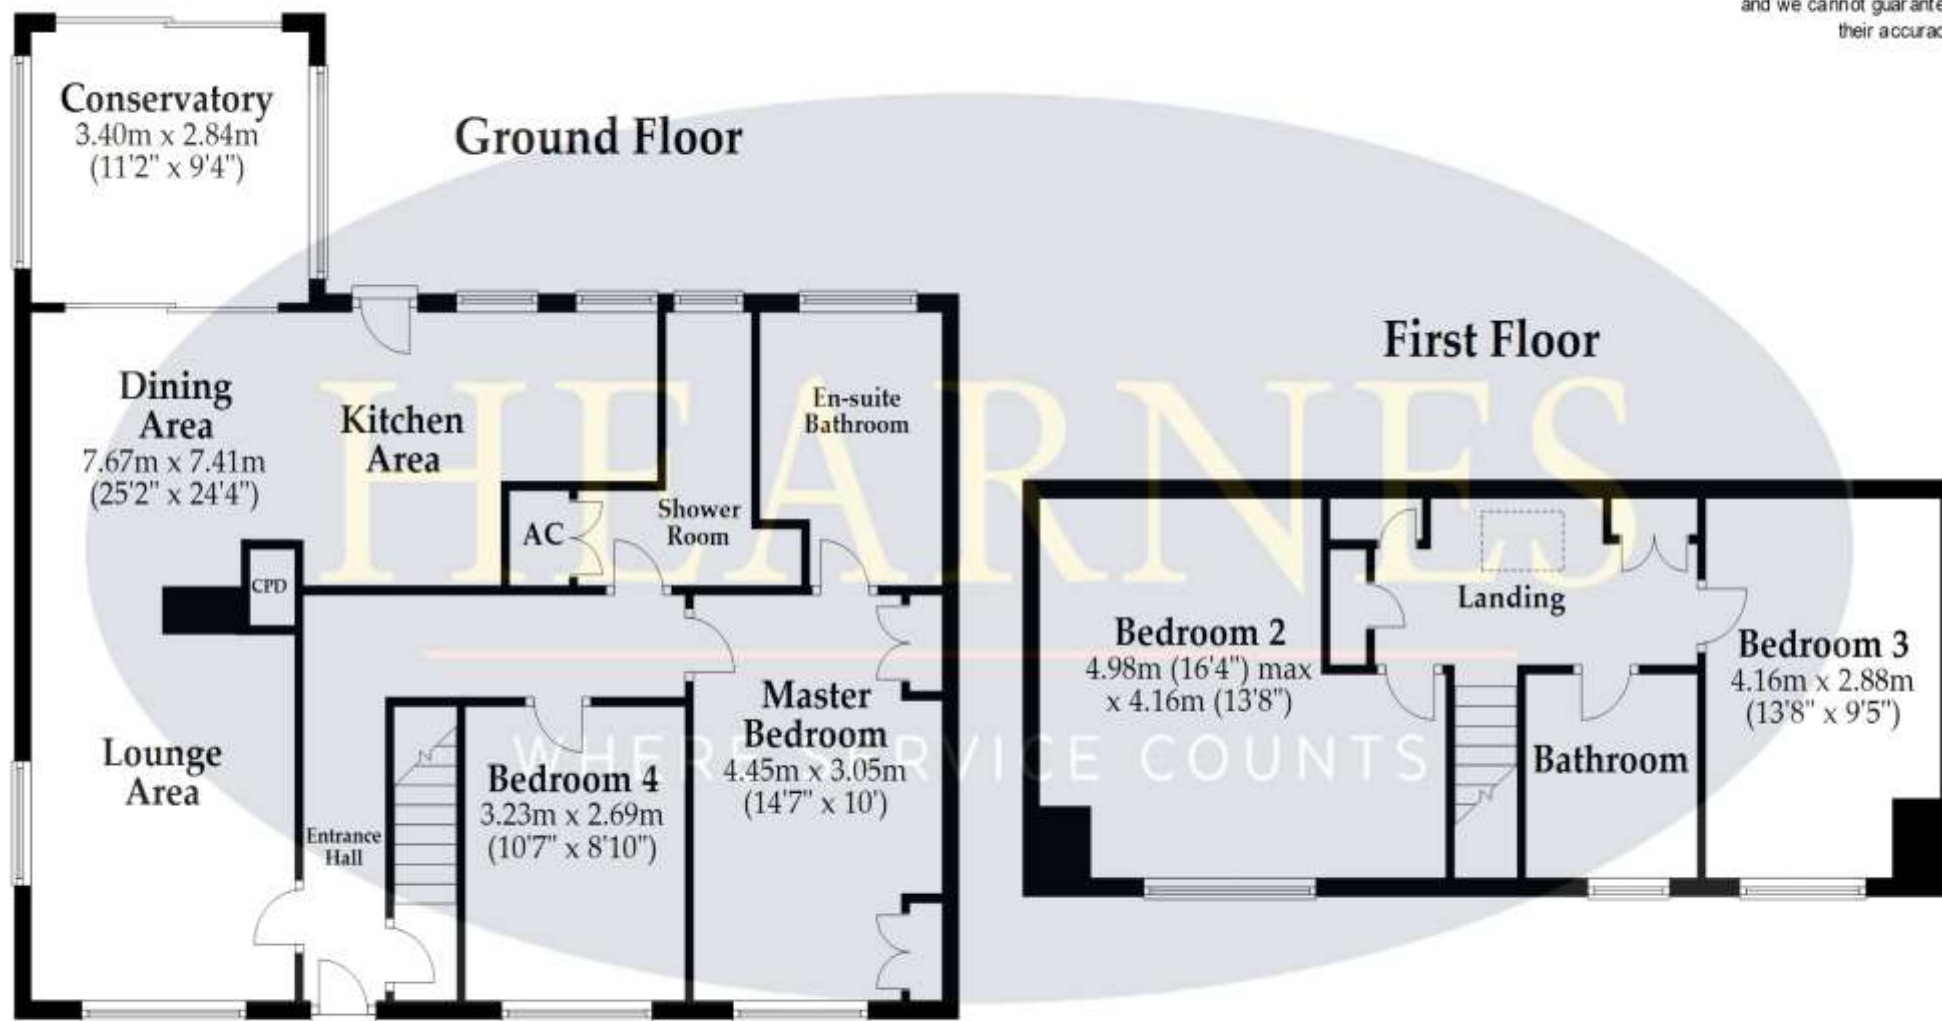 and we cannot guarante
their accurac
Conservatory
3.40m x 2.84m
(11'2" x 9'4")
Ground Floor
First Floor
Dining
Area
7.67m x 7.41m
(25'2" x 24'4")
Kitchen
Area
En-suite
Bathroom
AC
Shower
Room
CPD
Lounge
Area
Entrance
Hall
Bedroom 4
3.23m x 2.69m
(10'7" x 8'10")
Master
Bedroom
4.45m x 3.05m
(14'7" x 10')
Landing
Bedroom 2
4.98m (16'4") max
x 4.16m (13'8")
Bedroom 3
4.16m x 2.88m
(13'8" x 9'5")
Bathroom
HEARNES
WHERE SERVICE COUNTS